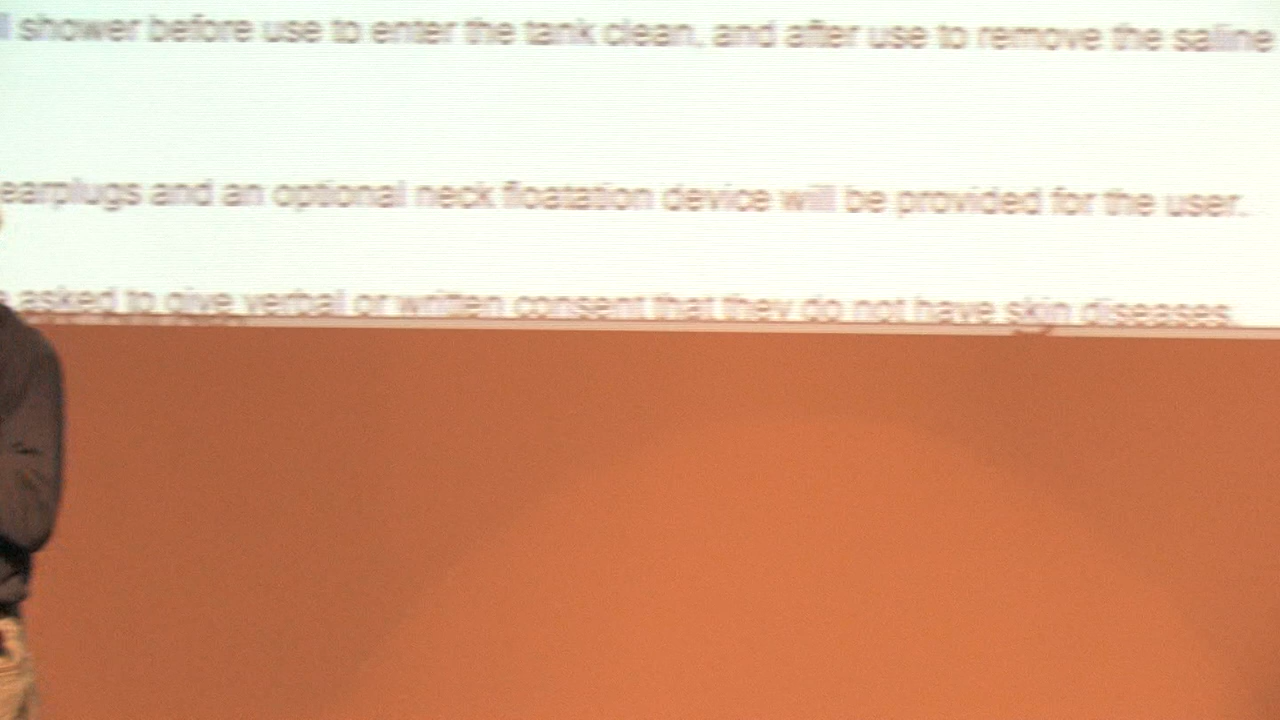 shower before use to enter the tank clean, and after use to remove the saline
earplugs and an optional neck floatation device will be provided for the user.
asked to give verbal or written consent that they do not have skin diseases